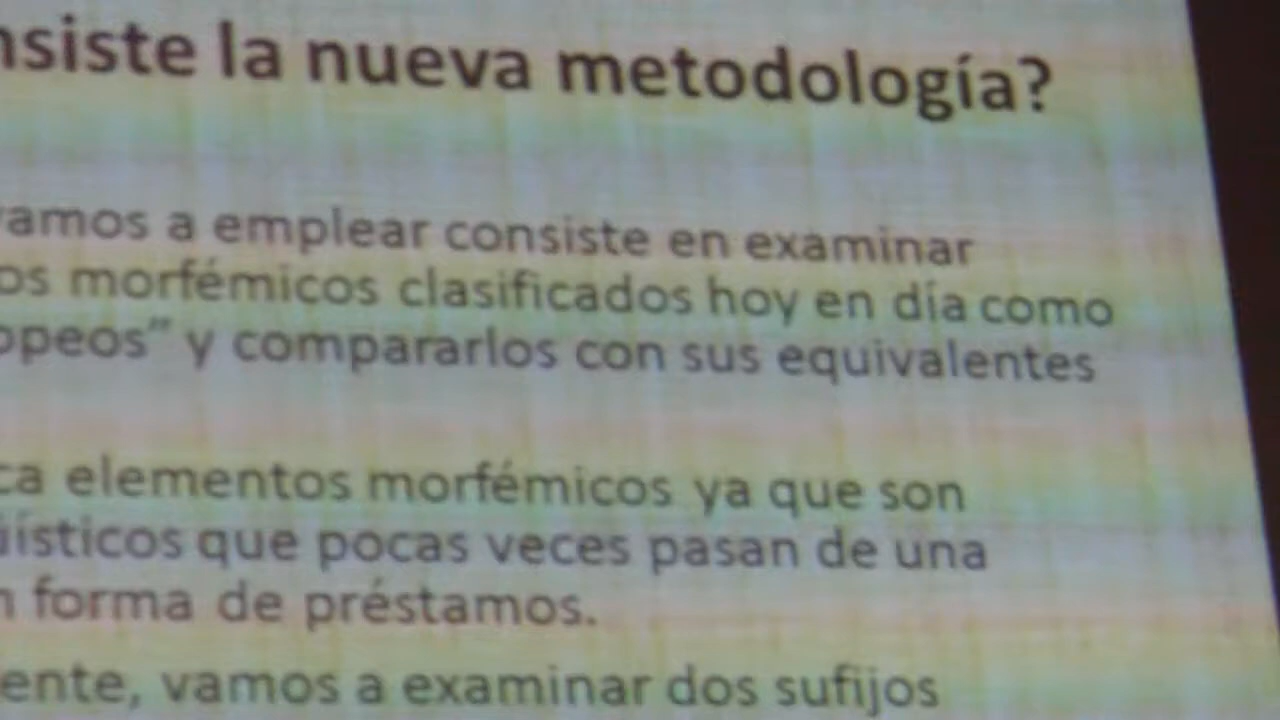 nsiste la nueva metodología?
vamos a emplear consiste en examinar
os morfémicos clasificados hoy en día como
opeos” y compararlos con sus equivalentes
ca elementos morfémicos ya que son
üísticos que pocas veces pasan de una
n forma de préstamos.
ente, vamos a examinar dos sufijos